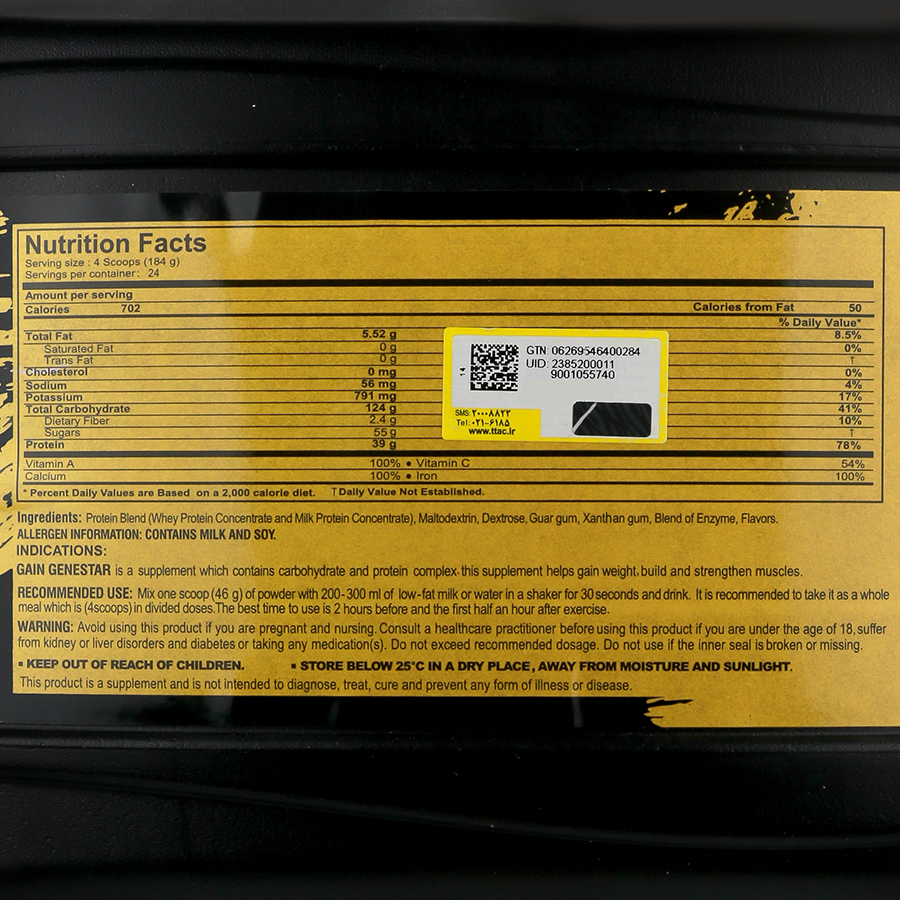 Nutrition Facts
Serving size : 4 Scoops (184 g)
Servings per container: 24
Amount per serving
Calories 702 Calories from Fat 50
% Daily Value*
Total Fat 5.52 g 8.5%
Saturated Fat 0 g 0%
Trans Fat 0 g †
Cholesterol 0 mg 0%
Sodium 56 mg 4%
Potassium 791 mg 17%
Total Carbohydrate 124 g 41%
Dietary Fiber 2.4 g 10%
Sugars 55 g †
Protein 39 g 78%
Vitamin A 100% • Vitamin C 54%
Calcium 100% • Iron 100%
* Percent Daily Values are Based on a 2,000 calorie diet. † Daily Value Not Established.
14
GTN: 06269546400284
UID: 2385200011
9001055740
SMS: ۲۰۰۰۸۸۲۲
Tel: ۰۲۱-۶۱۸۵
www.ttac.ir
Ingredients: Protein Blend (Whey Protein Concentrate and Milk Protein Concentrate), Maltodextrin, Dextrose, Guar gum, Xanthan gum, Blend of Enzyme, Flavors.
ALLERGEN INFORMATION: CONTAINS MILK AND SOY.
INDICATIONS:
GAIN GENESTAR is a supplement which contains carbohydrate and protein complex. this supplement helps gain weight, build and strengthen muscles.
RECOMMENDED USE: Mix one scoop (46 g) of powder with 200-300 ml of low-fat milk or water in a shaker for 30 seconds and drink. It is recommended to take it as a whole
meal which is (4scoops) in divided doses.The best time to use is 2 hours before and the first half an hour after exercise.
WARNING: Avoid using this product if you are pregnant and nursing. Consult a healthcare practitioner before using this product if you are under the age of 18, suffer
from kidney or liver disorders and diabetes or taking any medication(s). Do not exceed recommended dosage. Do not use if the inner seal is broken or missing.
▪ KEEP OUT OF REACH OF CHILDREN. ▪ STORE BELOW 25°C IN A DRY PLACE, AWAY FROM MOISTURE AND SUNLIGHT.
This product is a supplement and is not intended to diagnose, treat, cure and prevent any form of illness or disease.